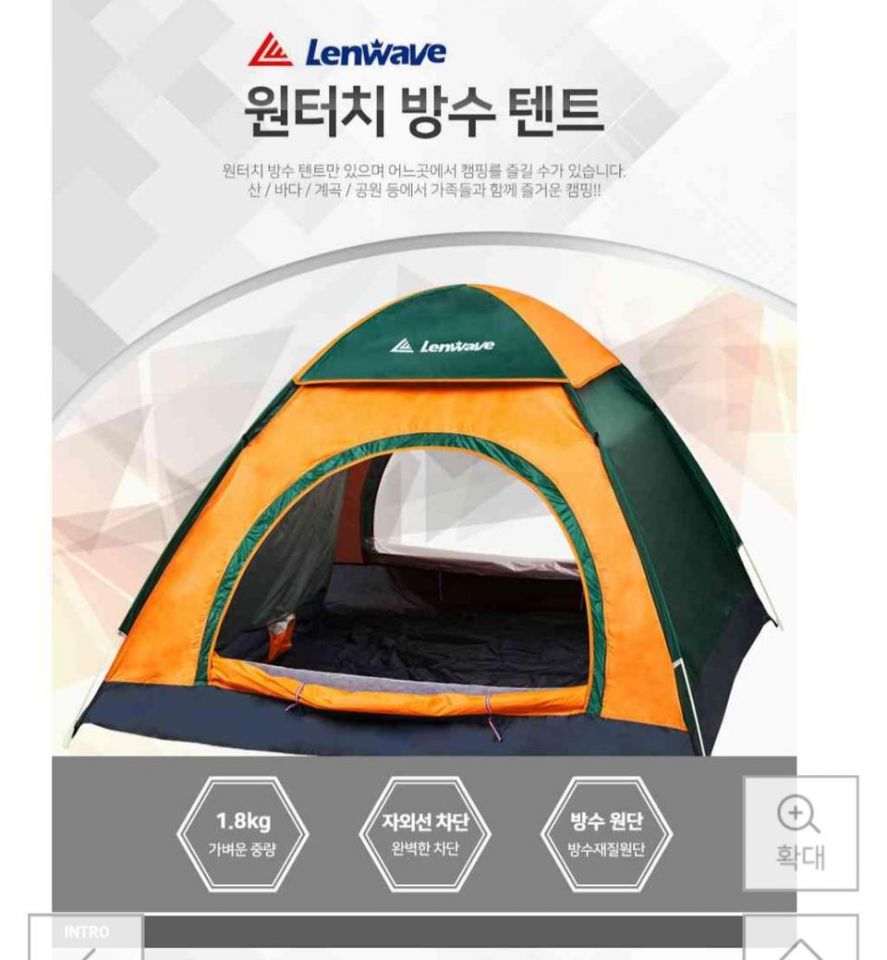 Lenwave
원터치 방수 텐트
원터치 방수 텐트만 있으며 어느곳에서 캠핑를 즐길 수가 있습니다.
산 / 바다 / 계곡 / 공원 등에서 가족들과 함께 즐거운 캠핑!!
Lenwave
1.8kg
가벼운 중량
자외선 차단
완벽한 차단
방수 원단
방수재질원단
확대
INTRO